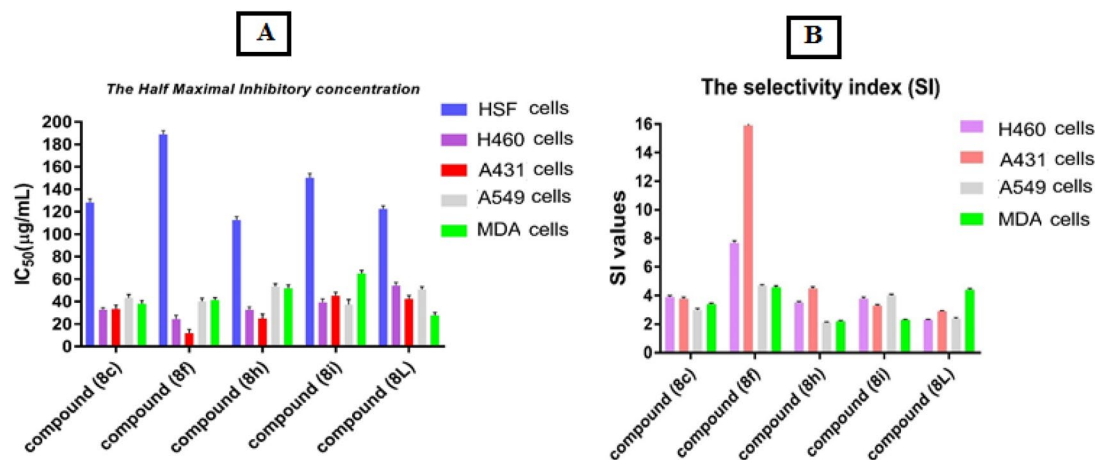 A
The Half Maximal Inhibitory concentration
IC50(µg/mL)
200
180
160
140
120
100
80
60
40
20
0
compound (8c)
compound (8f)
compound (8h)
compound (8i)
compound (8L)
HSF cells
H460 cells
A431 cells
A549 cells
MDA cells
B
The selectivity index (SI)
SI values
16
14
12
10
8
6
4
2
0
compound (8c)
compound (8f)
compound (8h)
compound (8i)
compound (8L)
H460 cells
A431 cells
A549 cells
MDA cells